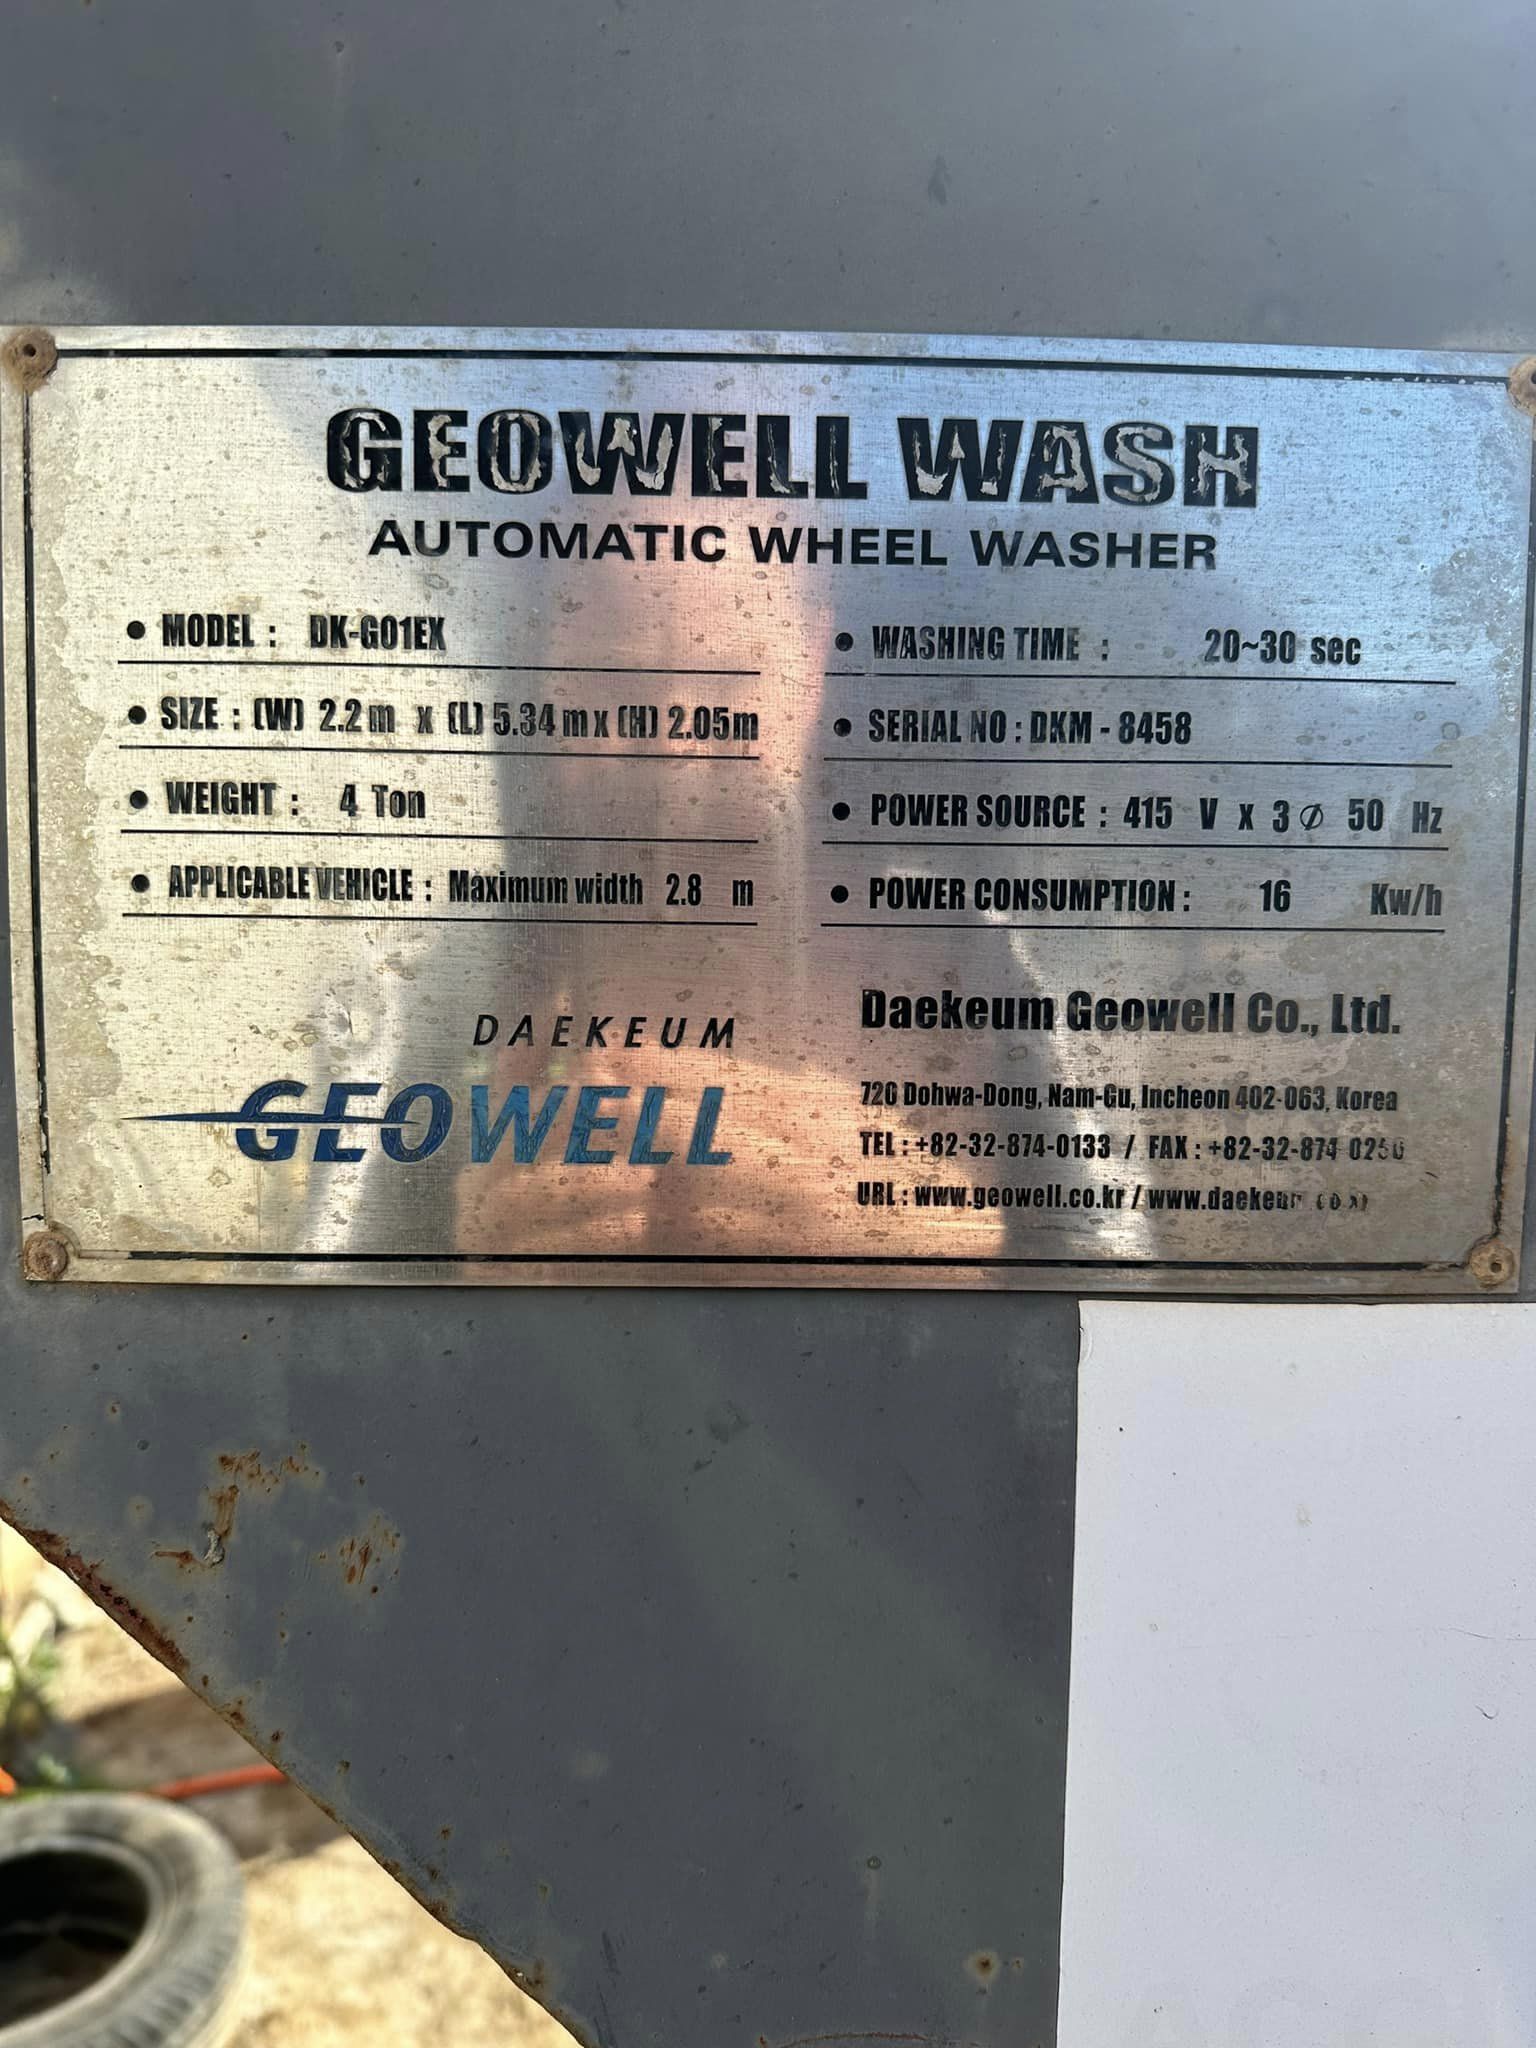 GEOWELL WASH
AUTOMATIC WHEEL WASHER
• MODEL : DK-G01EX
• SIZE : (W) 2.2 m x (L) 5.34 m x (H) 2.05 m
• WEIGHT : 4 Ton
• APPLICABLE VEHICLE : Maximum width 2.8 m
• WASHING TIME : 20~30 sec
• SERIAL NO : DKM - 8458
• POWER SOURCE : 415 V x 3 Ø 50 Hz
• POWER CONSUMPTION : 16 Kw/h
DAEKEUM
GEOWELL
Daekeum Geowell Co., Ltd.
720 Dohwa-Dong, Nam-Gu, Incheon 402-063, Korea
TEL : +82-32-874-0133 / FAX : +82-32-874
URL : www.geowell.co.kr /